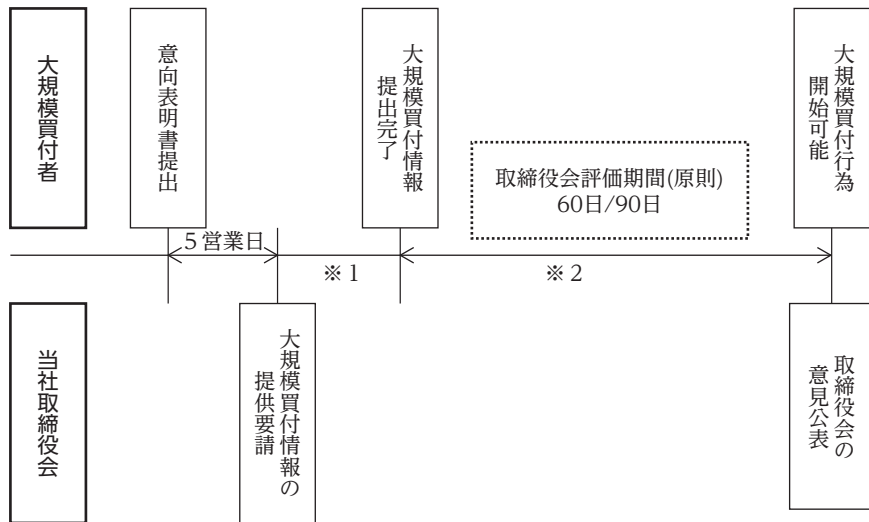 大規模買付者
意向表明書提出
大規模買付情報
提出完了
取締役会評価期間(原則)
60日/90日
大規模買付行為
開始可能
5営業日
※1
※2
当社取締役会
大規模買付情報の
提供要請
取締役会の
意見公表